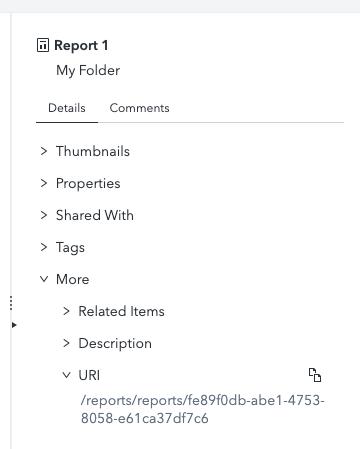 Report 1
My Folder
Details Comments
Thumbnails
Properties
Shared With
Tags
More
Related Items
Description
URI
/reports/reports/fe89f0db-abe1-4753-
8058-e61ca37df7c6